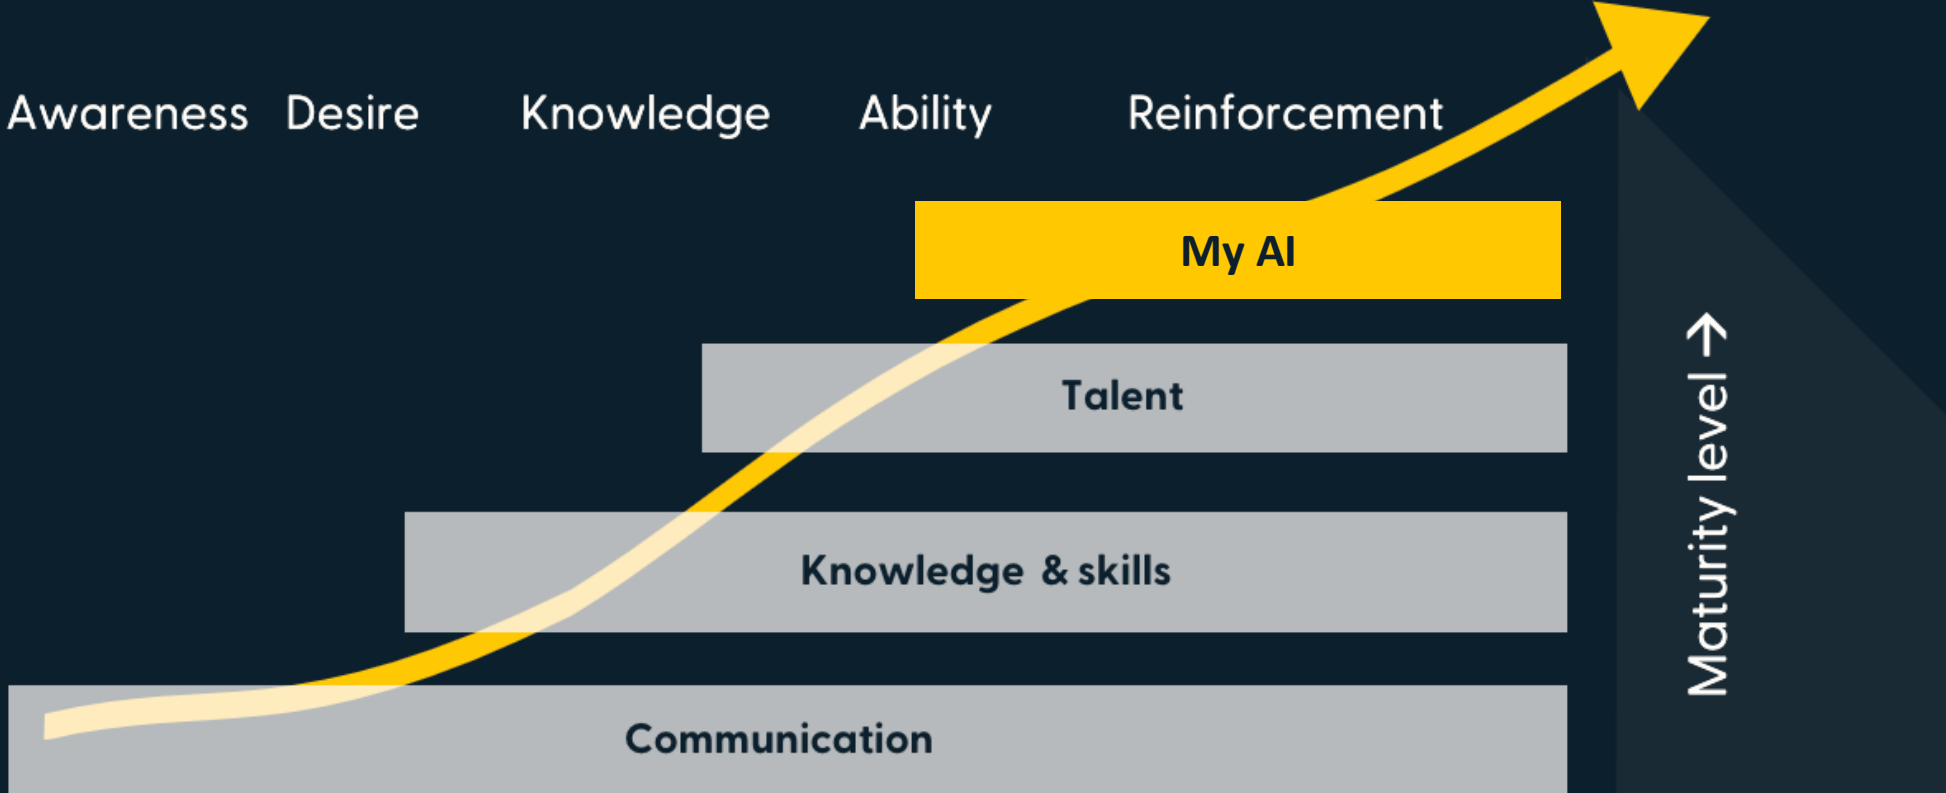 Awareness Desire Knowledge Ability Reinforcement
My AI
Talent
Knowledge & skills
Communication
Maturity level →